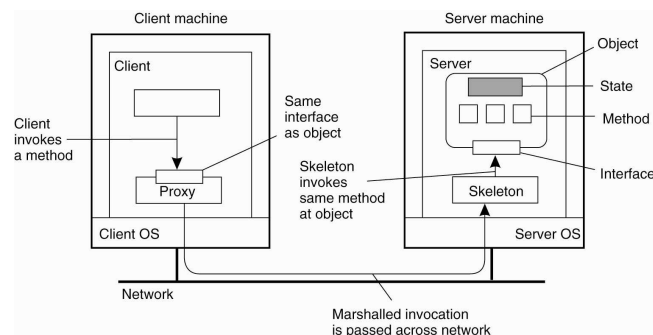 Client machine
Server machine
Object
Client
Server
State
Same
interface
as object
Method
Client
invokes
a method
Skeleton
invokes
same method
at object
Interface
Proxy
Skeleton
Client OS
Server OS
Network
Marshalled invocation
is passed across network